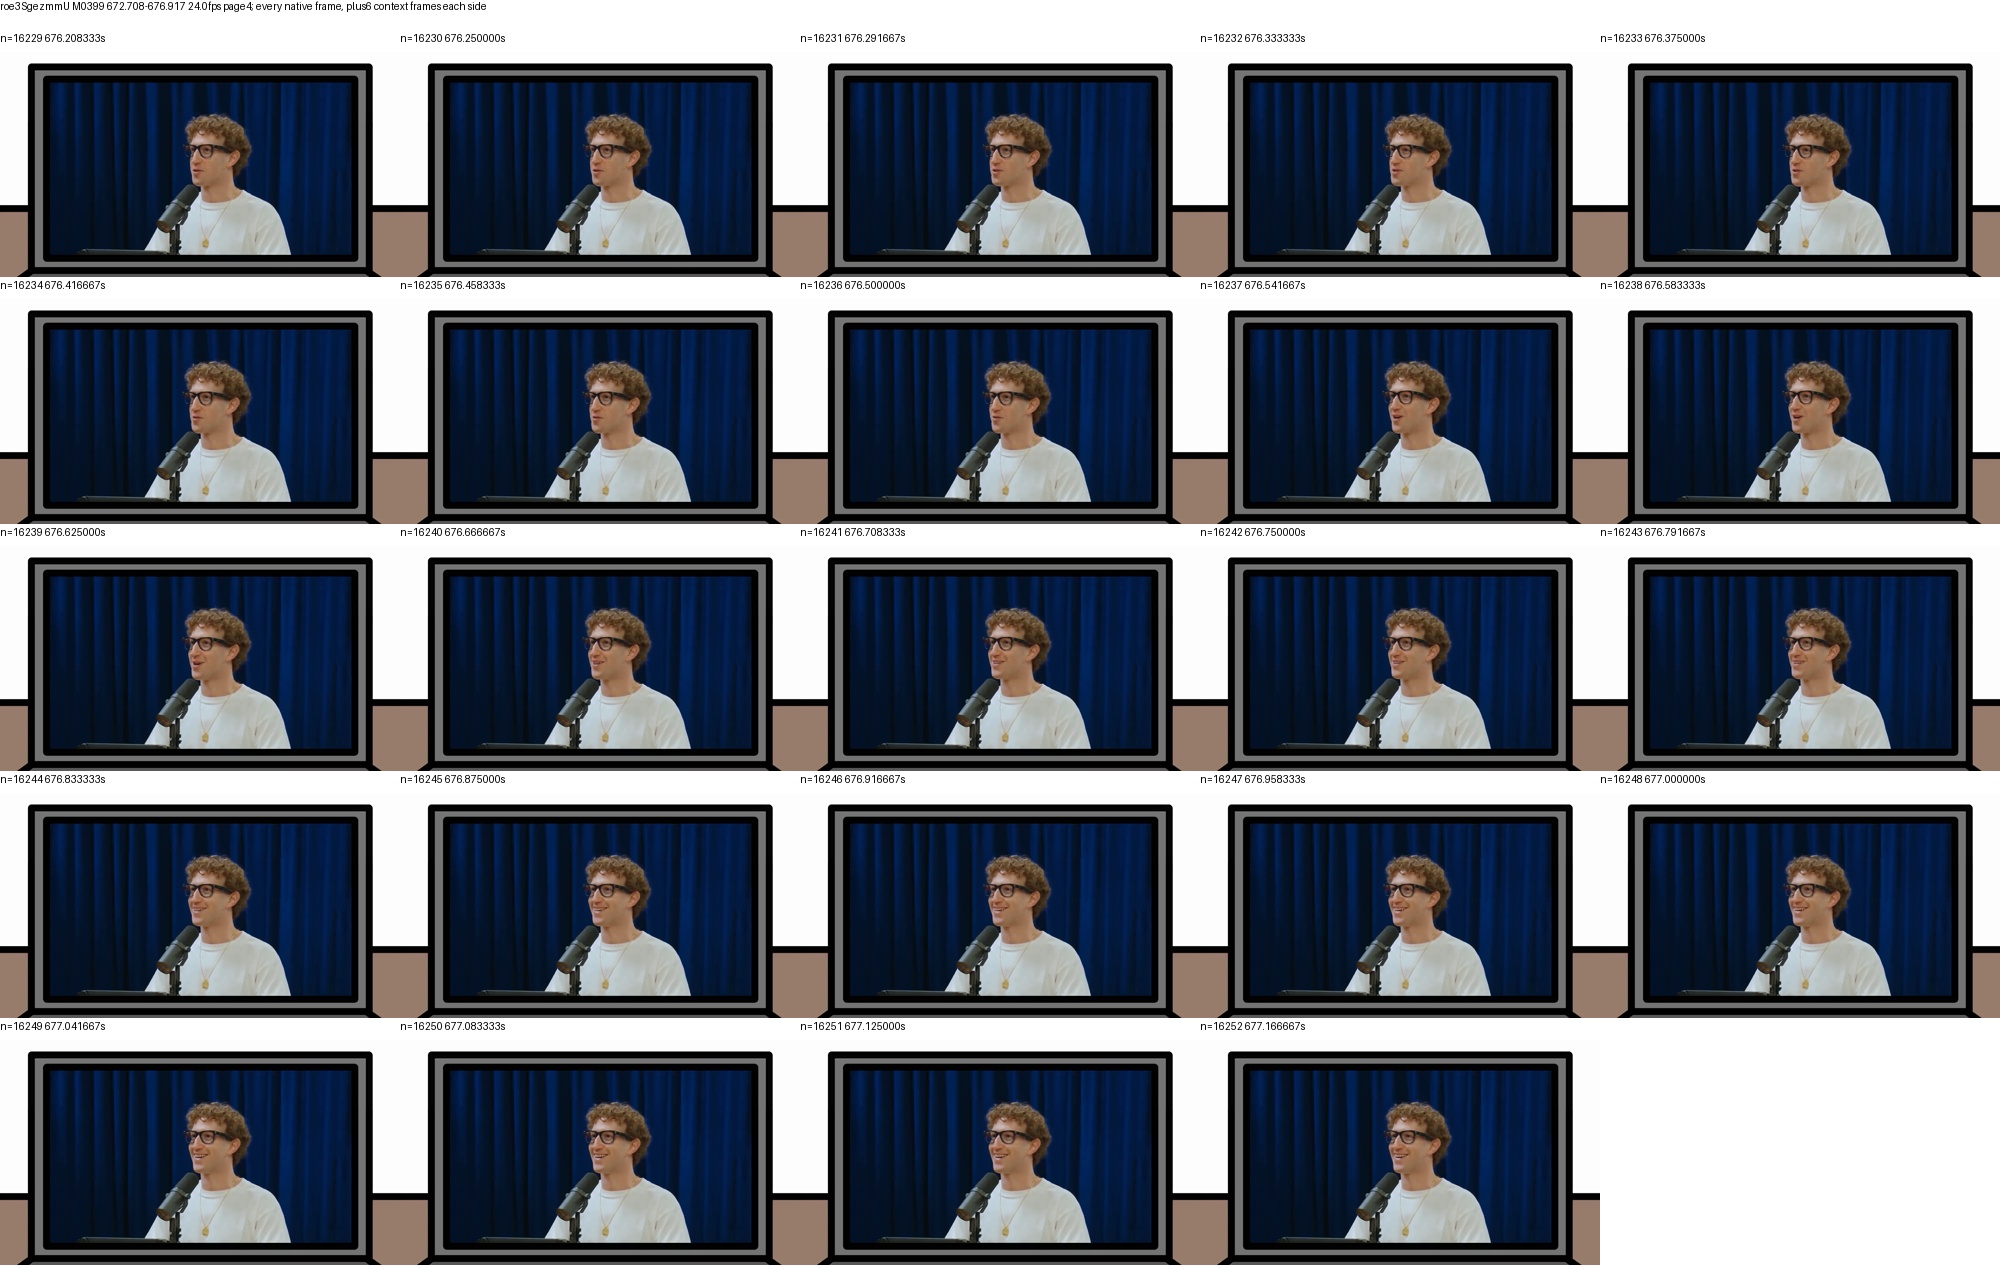 roe3SgezmmU M0399 672.708-676.917 24.0fps page4; every native frame, plus6 context frames each side
n=16229 676.208333s
n=16230 676.250000s
n=16231 676.291667s
n=16232 676.333333s
n=16233 676.375000s
n=16234 676.416667s
n=16235 676.458333s
n=16236 676.500000s
n=16237 676.541667s
n=16238 676.583333s
n=16239 676.625000s
n=16240 676.666667s
n=16241 676.708333s
n=16242 676.750000s
n=16243 676.791667s
n=16244 676.833333s
n=16245 676.875000s
n=16246 676.916667s
n=16247 676.958333s
n=16248 677.000000s
n=16249 677.041667s
n=16250 677.083333s
n=16251 677.125000s
n=16252 677.166667s